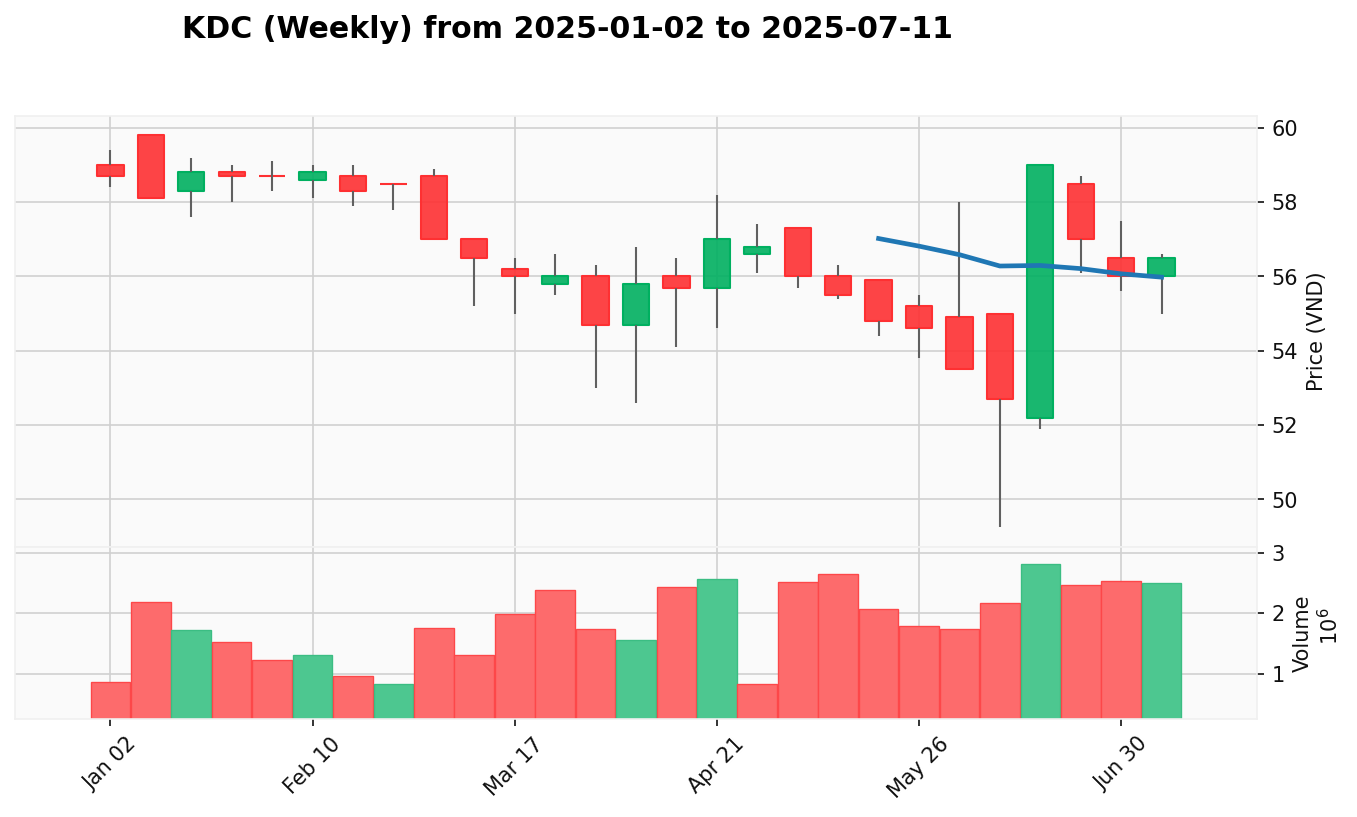 KDC (Weekly) from 2025-01-02 to 2025-07-11
60
58
56
54
52
50
Price (VND)
3
2
1
Volume
10⁶
Jan 02
Feb 10
Mar 17
Apr 21
May 26
Jun 30